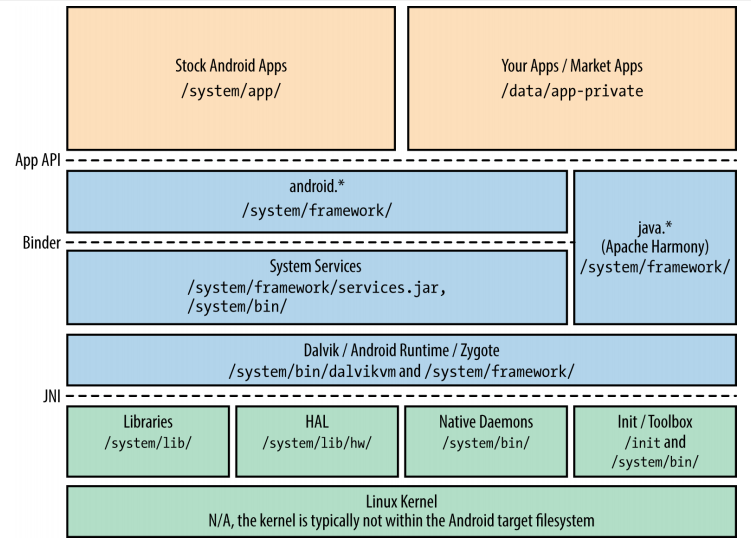 Stock Android Apps
/system/app/
Your Apps / Market Apps
/data/app-private
App API
android.*
/system/framework/
java.*
(Apache Harmony)
/system/framework/
Binder
System Services
/system/framework/services.jar,
/system/bin/
Dalvik / Android Runtime / Zygote
/system/bin/dalvikvm and /system/framework/
JNI
Libraries
/system/lib/
HAL
/system/lib/hw/
Native Daemons
/system/bin/
Init / Toolbox
/init and
/system/bin/
Linux Kernel
N/A, the kernel is typically not within the Android target filesystem